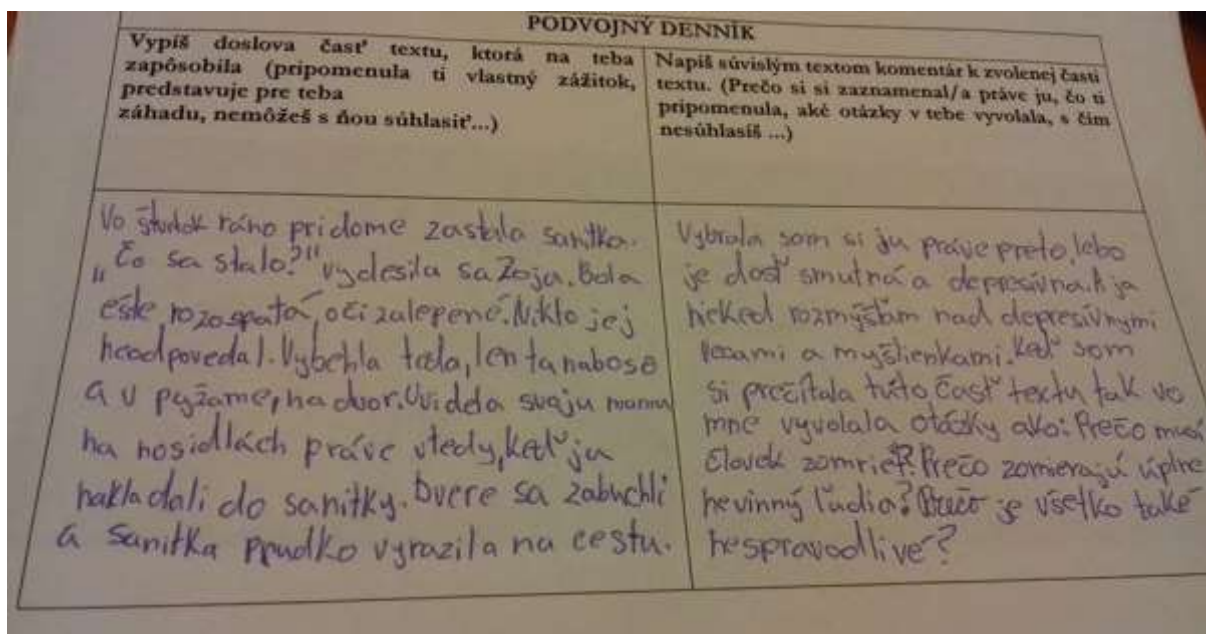 PODVOJNÝ DENNÍK
Vypíš doslova časť textu, ktorá na teba
zapôsobila (pripomenula ti vlastný zážitok,
predstavuje pre teba
záhadu, nemôžeš s ňou súhlasiť...)
Napíš súvislým textom komentár k zvolenej časti
textu. (Prečo si si zaznamenal/a práve ju, čo ti
pripomenula, aké otázky v tebe vyvolala, s čím
nesúhlasíš ...)
Vo štvrtok ráno pri dome zastala sanitka.
„Čo sa stalo?" vydesila sa Zoja. Bola
ešte rozospatá, oči zalepené. Nikto jej
neodpovedal. Vybehla teda, len ta nabose
a v pyžame, na dvor. Uvidela svoju mamu
na nosidlách práve vtedy, keď ju
nakladali do sanitky. Dvere sa zabuchli
a sanitka prudko vyrazila na cestu.
Vybrala som si ju práve preto, lebo
je dosť smutná a depresívna. A ja
nieked rozmýšľam nad depresívnymi
vecami a myšlienkami. Keď som
si prečítala túto časť textu tak vo
mne vyvolala otázky ako: Prečo musí
človek zomrieť? Prečo zomierajú úplne
nevinný ľudia? Prečo je všetko také
nespravodlivé?